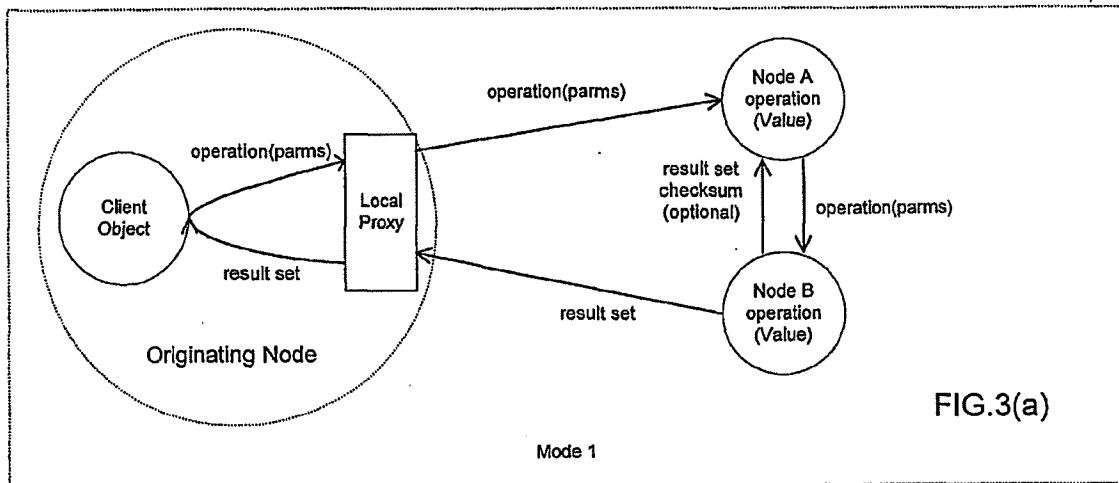 Node A
operation
(Value)
operation(parms)
operation(parms)
result set
checksum
(optional)
operation(parms)
Client
Object
Local
Proxy
result set
Node B
operation
(Value)
result set
Originating Node
FIG.3(a)
Mode 1